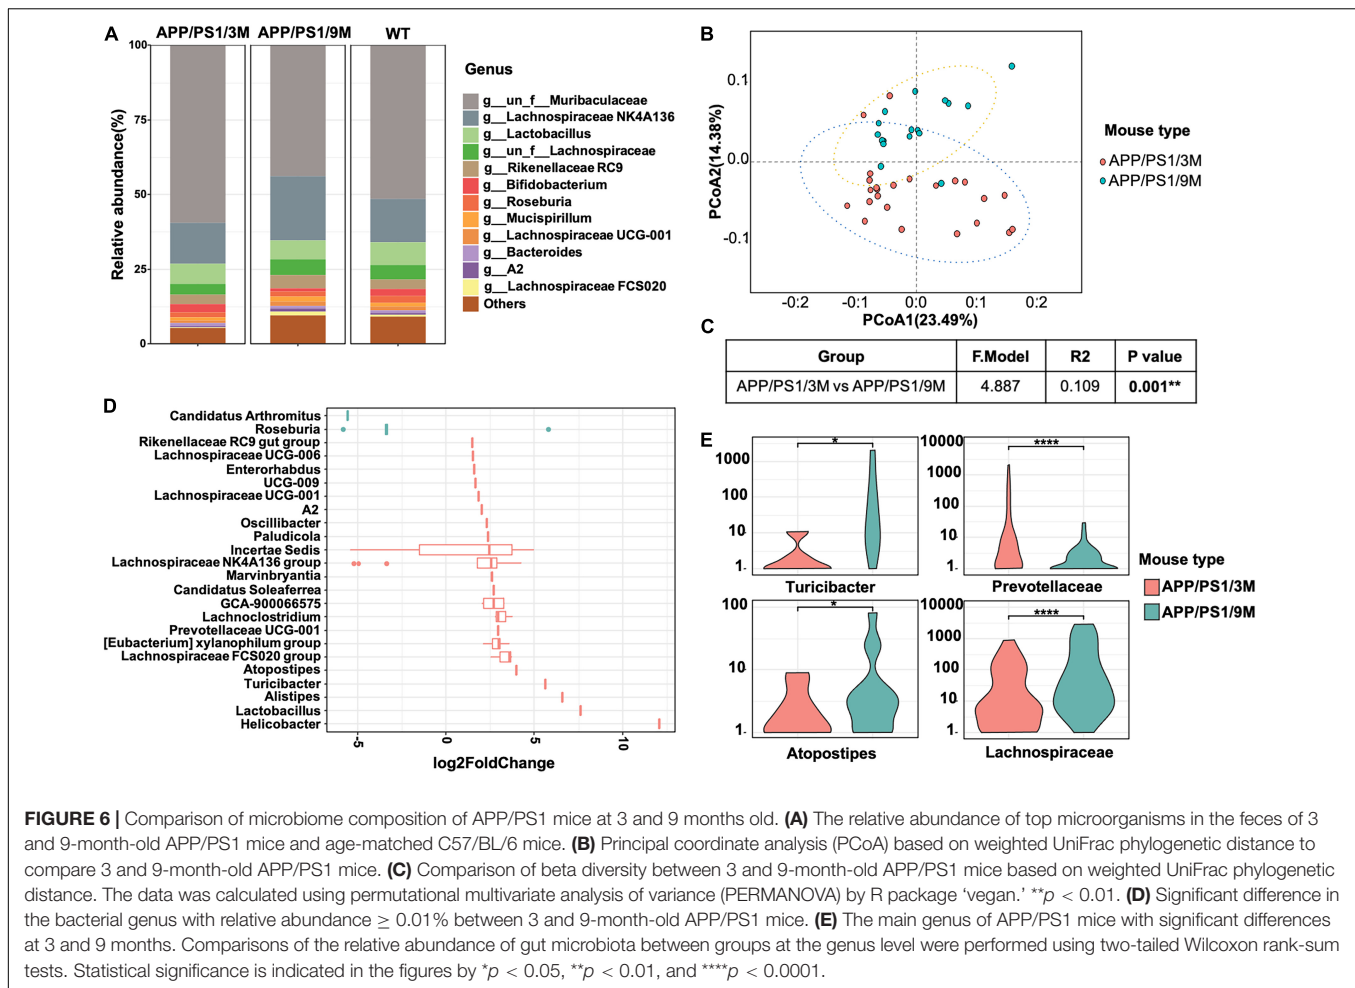 A
APP/PS1/3M APP/PS1/9M WT
Relative abundance(%)
100
75
50
25
0
Genus
g__un_f__Muribaculaceae
g__Lachnospiraceae NK4A136
g__Lactobacillus
g__un_f__Lachnospiraceae
g__Rikenellaceae RC9
g__Bifidobacterium
g__Roseburia
g__Mucispirillum
g__Lachnospiraceae UCG-001
g__Bacteroides
g__A2
g__Lachnospiraceae FCS020
Others
B
PCoA2(14.38%)
0.1
0.0
-0.1
-0.2 -0.1 0.0 0.1 0.2
PCoA1(23.49%)
Mouse type
APP/PS1/3M
APP/PS1/9M
C
Group F.Model R2 P value
APP/PS1/3M vs APP/PS1/9M 4.887 0.109 0.001**
D
Candidatus Arthromitus
Roseburia
Rikenellaceae RC9 gut group
Lachnospiraceae UCG-006
Enterorhabdus
UCG-009
Lachnospiraceae UCG-001
A2
Oscillibacter
Paludicola
Incertae Sedis
Lachnospiraceae NK4A136 group
Marvinbryantia
Candidatus Soleaferrea
GCA-900066575
Lachnoclostridium
Prevotellaceae UCG-001
[Eubacterium] xylanophilum group
Lachnospiraceae FCS020 group
Atopostipes
Turicibacter
Alistipes
Lactobacillus
Helicobacter
-5 0 5 10
log2FoldChange
E
1000
100
10
1
*
Turicibacter
10000
1000
100
10
1
****
Prevotellaceae
100
10
1
*
Atopostipes
10000
1000
100
10
1
****
Lachnospiraceae
Mouse type
APP/PS1/3M
APP/PS1/9M
FIGURE 6 | Comparison of microbiome composition of APP/PS1 mice at 3 and 9 months old. (A) The relative abundance of top microorganisms in the feces of 3
and 9-month-old APP/PS1 mice and age-matched C57/BL/6 mice. (B) Principal coordinate analysis (PCoA) based on weighted UniFrac phylogenetic distance to
compare 3 and 9-month-old APP/PS1 mice. (C) Comparison of beta diversity between 3 and 9-month-old APP/PS1 mice based on weighted UniFrac phylogenetic
distance. The data was calculated using permutational multivariate analysis of variance (PERMANOVA) by R package ‘vegan.’ **p < 0.01. (D) Significant difference in
the bacterial genus with relative abundance ≥ 0.01% between 3 and 9-month-old APP/PS1 mice. (E) The main genus of APP/PS1 mice with significant differences
at 3 and 9 months. Comparisons of the relative abundance of gut microbiota between groups at the genus level were performed using two-tailed Wilcoxon rank-sum
tests. Statistical significance is indicated in the figures by *p < 0.05, **p < 0.01, and ****p < 0.0001.